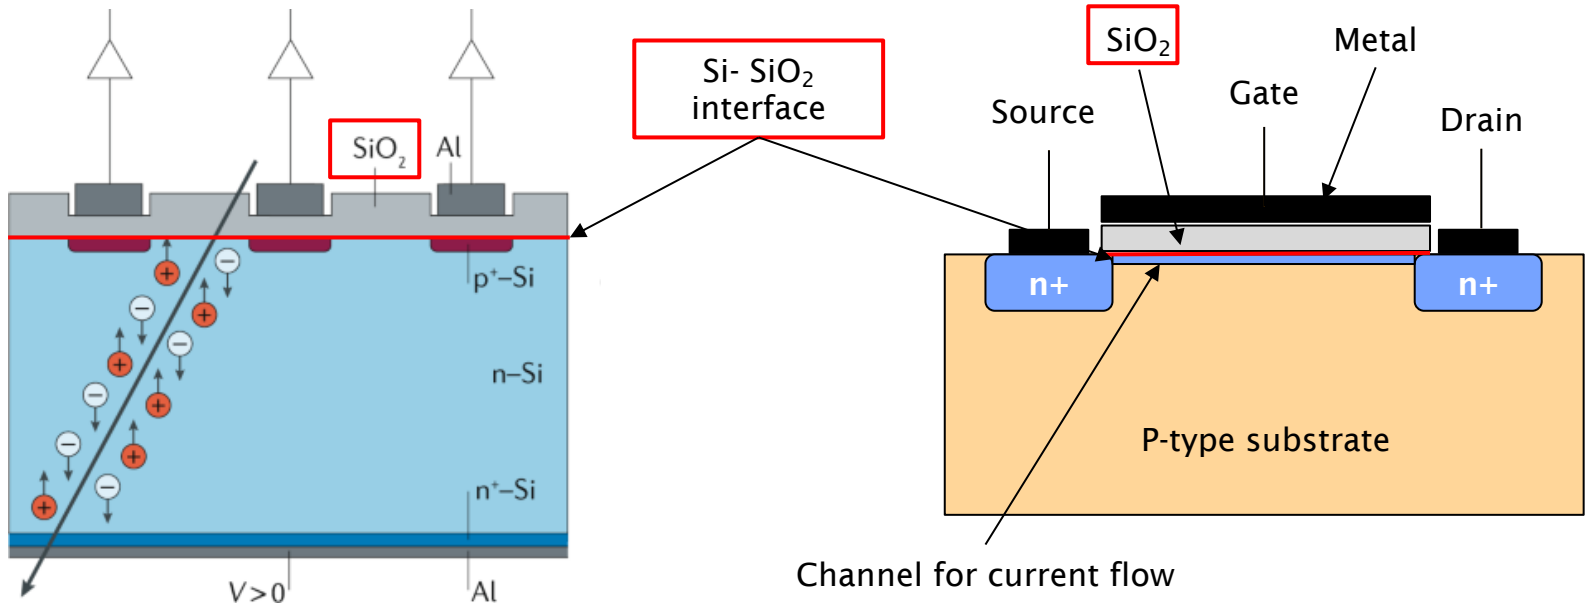 SiO₂
Al
p⁺–Si
n–Si
n⁺–Si
V > 0
Al
Si- SiO₂
interface
SiO₂
Metal
Gate
Source
Drain
n+
n+
P-type substrate
Channel for current flow